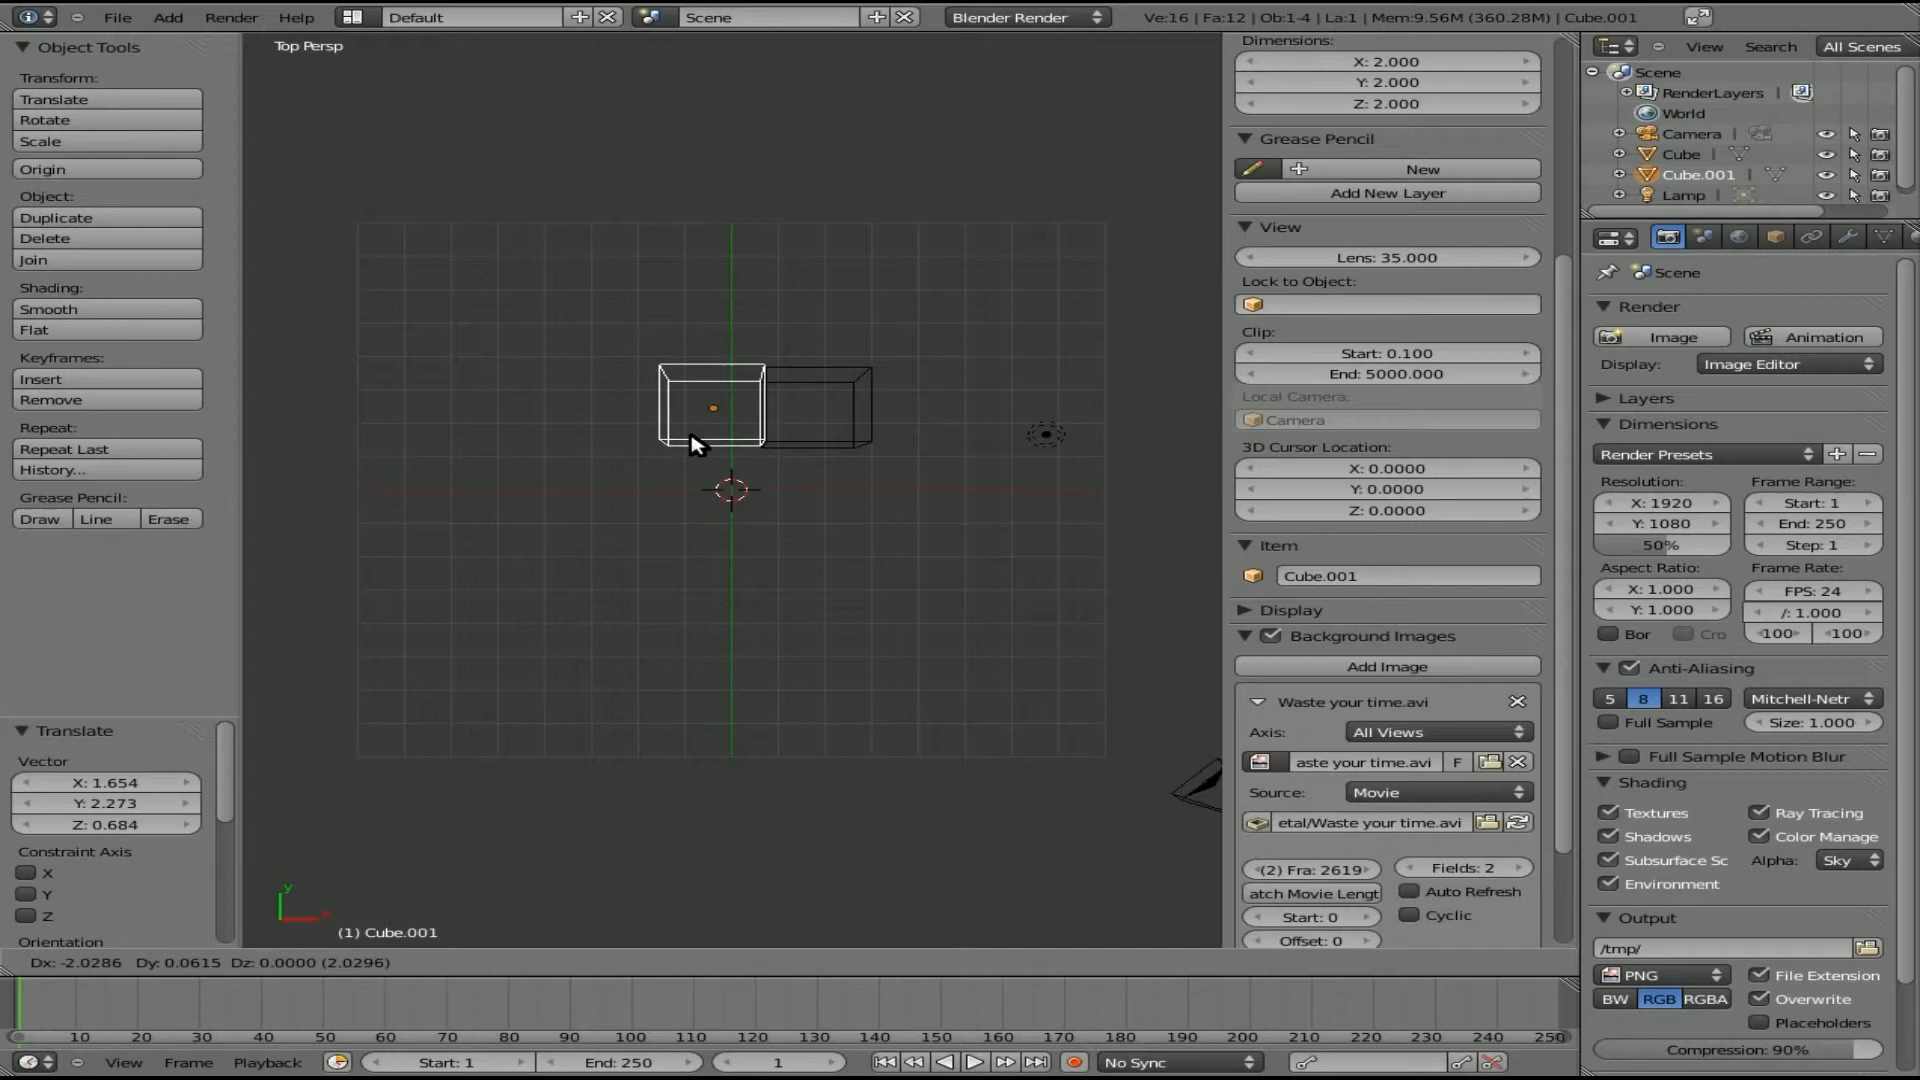 File Add Render Help Default Scene Blender Render Ve:16 | Fa:12 | Ob:1-4 | La:1 | Mem:9.56M (360.28M) | Cube.001
Object Tools
Transform:
Translate
Rotate
Scale
Origin
Object:
Duplicate
Delete
Join
Shading:
Smooth
Flat
Keyframes:
Insert
Remove
Repeat:
Repeat Last
History...
Grease Pencil:
Draw Line Erase
Translate
Vector
X: 1.654
Y: 2.273
Z: 0.684
Constraint Axis
X
Y
Z
Orientation
Top Persp
y
(1) Cube.001
Dx: -2.0286 Dy: 0.0615 Dz: 0.0000 (2.0296)
Dimensions:
X: 2.000
Y: 2.000
Z: 2.000
Grease Pencil
New
Add New Layer
View
Lens: 35.000
Lock to Object:
Clip:
Start: 0.100
End: 5000.000
Local Camera:
Camera
3D Cursor Location:
X: 0.0000
Y: 0.0000
Z: 0.0000
Item
Cube.001
Display
Background Images
Add Image
Waste your time.avi
Axis: All Views
aste your time.avi F
Source: Movie
etal/Waste your time.avi
(2) Fra: 2619 Fields: 2
atch Movie Lengt Auto Refresh
Start: 0 Cyclic
Offset: 0
View Search All Scenes
Scene
RenderLayers |
World
Camera |
Cube |
Cube.001 |
Lamp |
Scene
Render
Image Animation
Display: Image Editor
Layers
Dimensions
Render Presets
Resolution: Frame Range:
X: 1920 Start: 1
Y: 1080 End: 250
50% Step: 1
Aspect Ratio: Frame Rate:
X: 1.000 FPS: 24
Y: 1.000 /: 1.000
Bor Cro 100 100
Anti-Aliasing
5 8 11 16 Mitchell-Netr
Full Sample Size: 1.000
Full Sample Motion Blur
Shading
Textures Ray Tracing
Shadows Color Manage
Subsurface Sc Alpha: Sky
Environment
Output
/tmp/
PNG File Extension
BW RGB RGBA Overwrite
Placeholders
Compression: 90%
10 20 30 40 50 60 70 80 90 100 110 120 130 140 150 160 170 180 190 200 210 220 230 240 250
View Frame Playback Start: 1 End: 250 1 No Sync